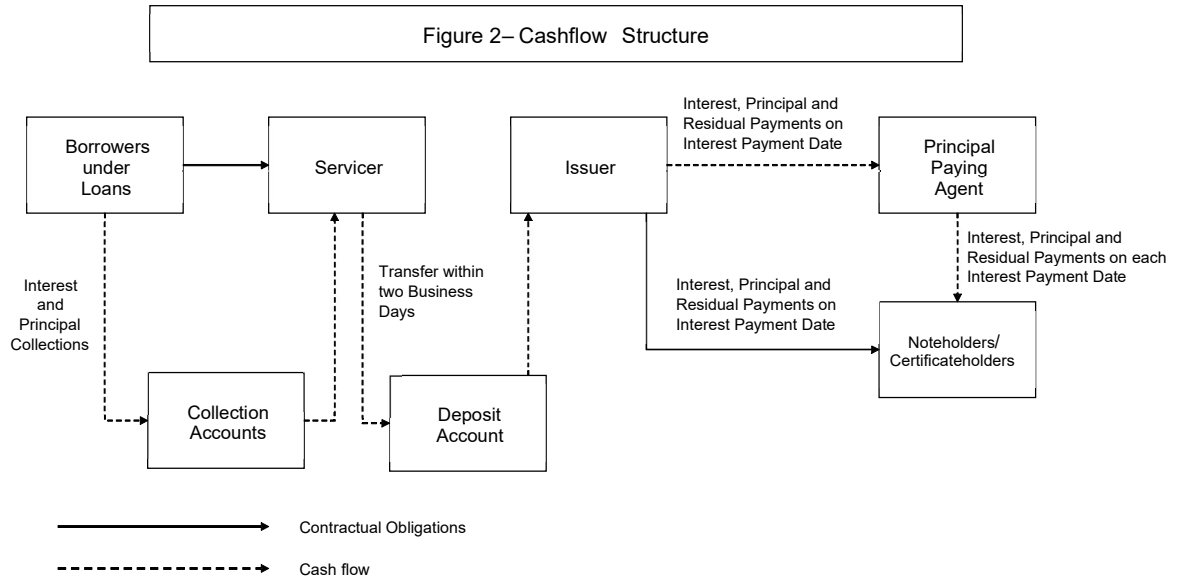 Figure 2– Cashflow Structure
Borrowers
under
Loans
Servicer
Issuer
Interest, Principal and
Residual Payments on
Interest Payment Date
Principal
Paying
Agent
Interest
and
Principal
Collections
Transfer within
two Business
Days
Interest, Principal and
Residual Payments on
Interest Payment Date
Interest, Principal and
Residual Payments on each
Interest Payment Date
Noteholders/
Certificateholders
Collection
Accounts
Deposit
Account
Contractual Obligations
Cash flow